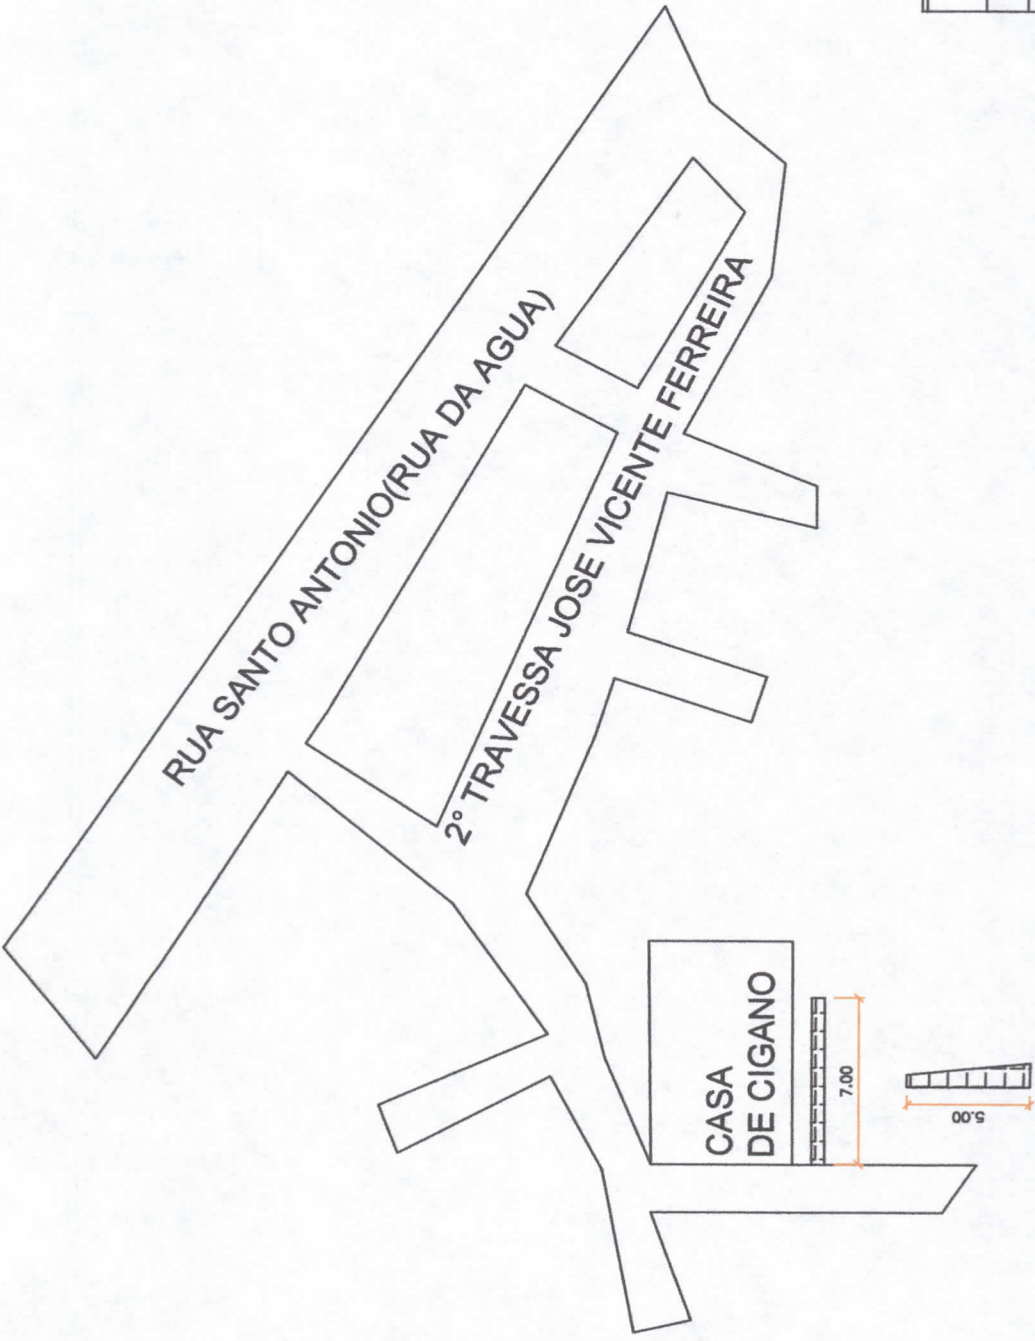 RUA SANTO ANTONIO(RUA DA AGUA)
2° TRAVESSA JOSE VICENTE FERREIRA
CASA
DE CIGANO
7.00
5.00